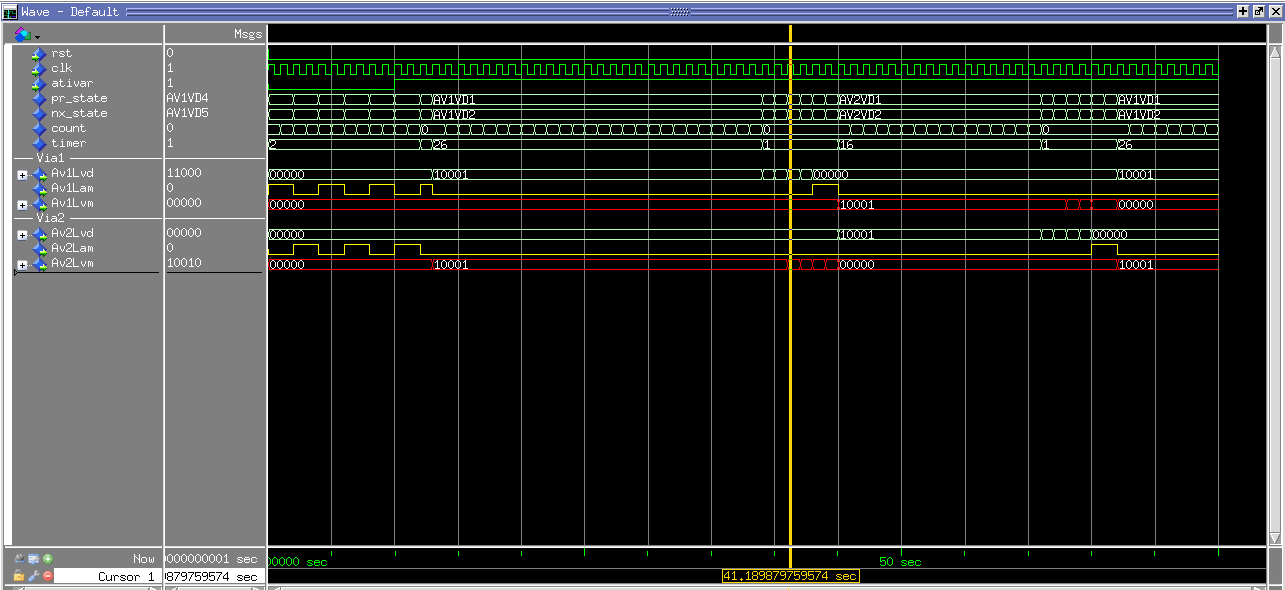 Wave - Default
Msgs
rst 0
clk 1
ativar 1
pr_state AV1VD4 AV1VD1 AV2VD1 AV1VD1
nx_state AV1VD5 AV1VD2 AV2VD2 AV1VD2
count 0 0 0 0
timer 1 2 26 1 16 1 26
Via1
Av1Lvd 11000 00000 10001 00000 10001
Av1Lam 0
Av1Lvm 00000 00000 10001 00000
Via2
Av2Lvd 00000 00000 10001 00000
Av2Lam 0
Av2Lvm 10010 00000 10001 00000 10001
Now 000000001 sec 00000 sec 50 sec
Cursor 1 879759574 sec 41.189879759574 sec